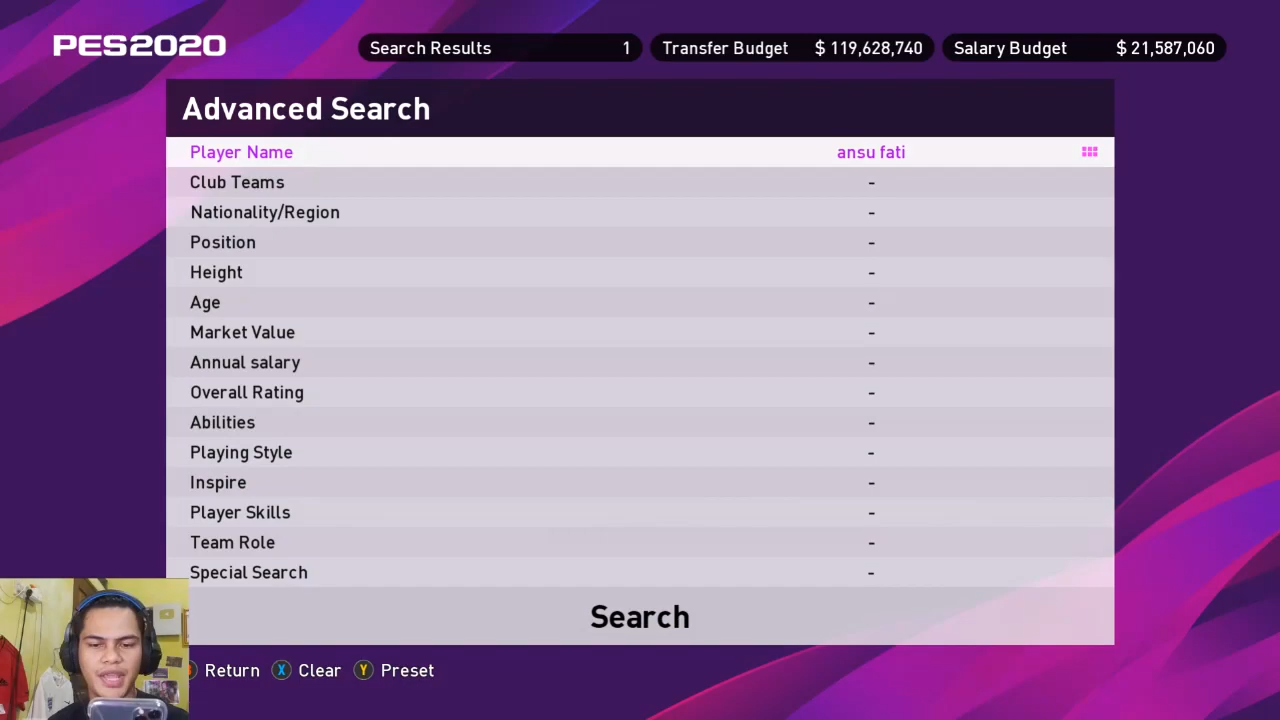 PES2020
Search Results 1
Transfer Budget $ 119,628,740
Salary Budget $ 21,587,060
Advanced Search
Player Name ansu fati
Club Teams -
Nationality/Region -
Position -
Height -
Age -
Market Value -
Annual salary -
Overall Rating -
Abilities -
Playing Style -
Inspire -
Player Skills -
Team Role -
Special Search -
Search
Return X Clear Y Preset